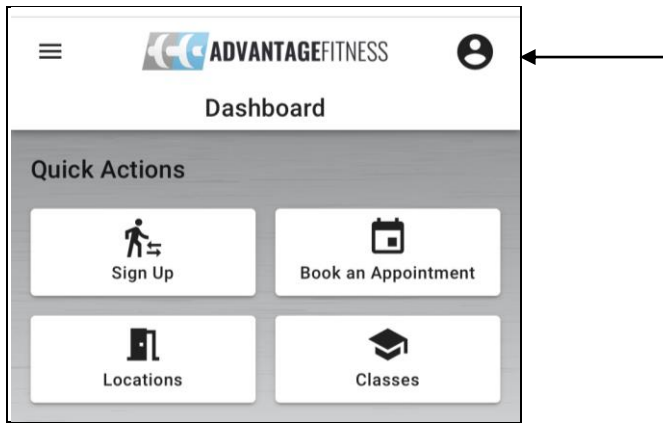 ADVANTAGEFITNESS
Dashboard
Quick Actions
Sign Up
Book an Appointment
Locations
Classes